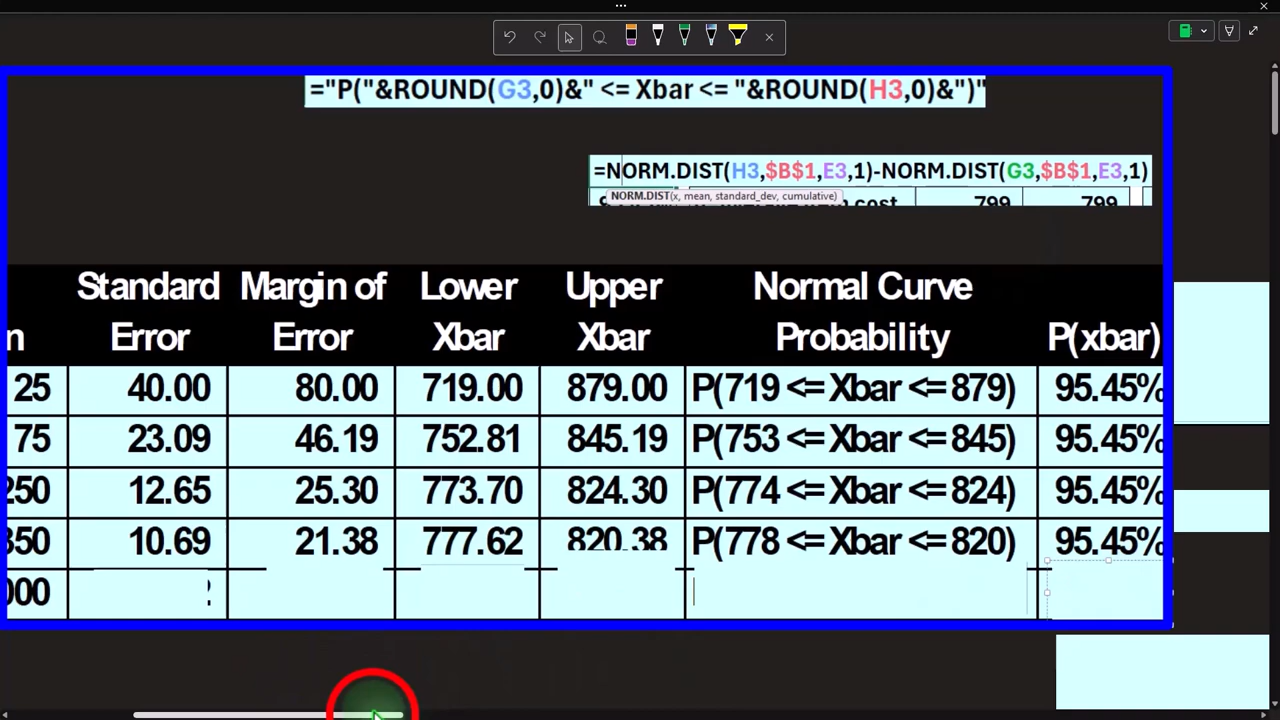 ="P("&ROUND(G3,0)&" <= Xbar <= "&ROUND(H3,0)&")"
=NORM.DIST(H3,$B$1,E3,1)-NORM.DIST(G3,$B$1,E3,1)
NORM.DIST(x, mean, standard_dev, cumulative)
cost 799 799
Standard Margin of Lower Upper Normal Curve
n Error Error Xbar Xbar Probability P(xbar)
25 40.00 80.00 719.00 879.00 P(719 <= Xbar <= 879) 95.45%
75 23.09 46.19 752.81 845.19 P(753 <= Xbar <= 845) 95.45%
250 12.65 25.30 773.70 824.30 P(774 <= Xbar <= 824) 95.45%
350 10.69 21.38 777.62 820.38 P(778 <= Xbar <= 820) 95.45%
000